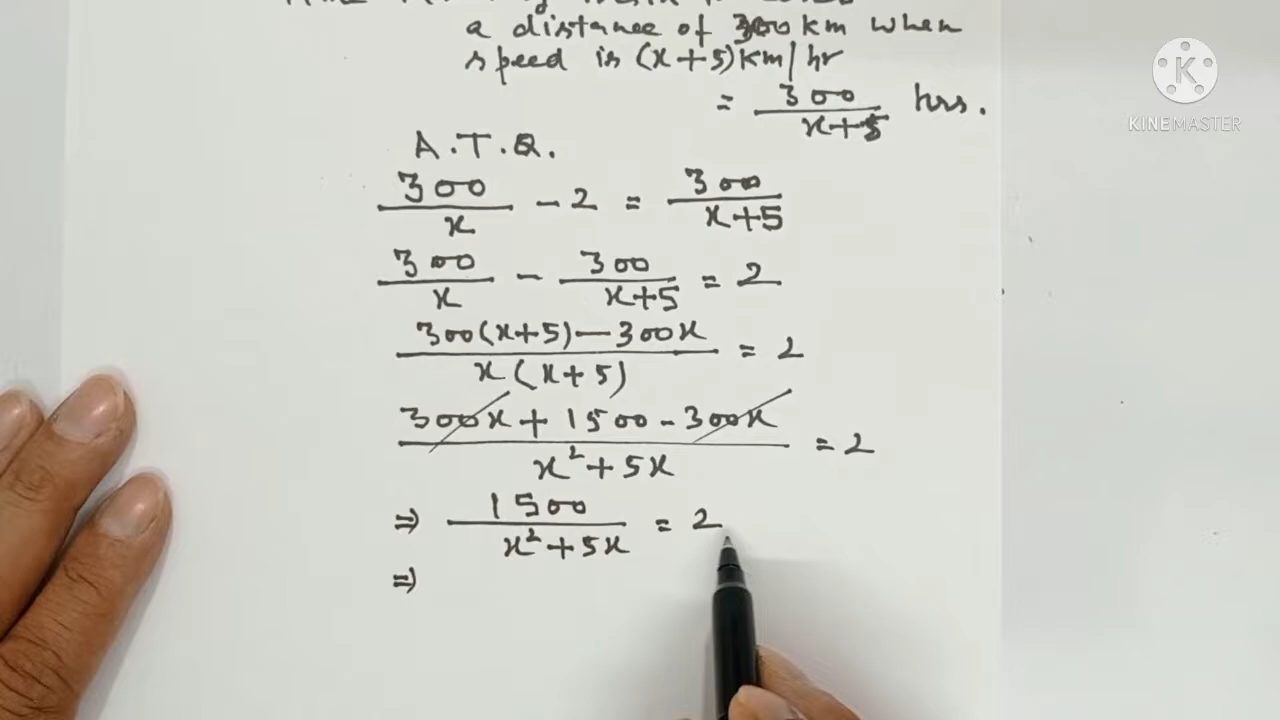 a distance of 300 km when
speed is (x+5) km/hr
= 300/(x+5) hrs.
A.T.Q.
300/x - 2 = 300/(x+5)
300/x - 300/(x+5) = 2
(300(x+5) - 300x)/(x(x+5)) = 2
(300x + 1500 - 300x)/(x² + 5x) = 2
⇒ 1500/(x² + 5x) = 2
⇒
K
KINEMASTER